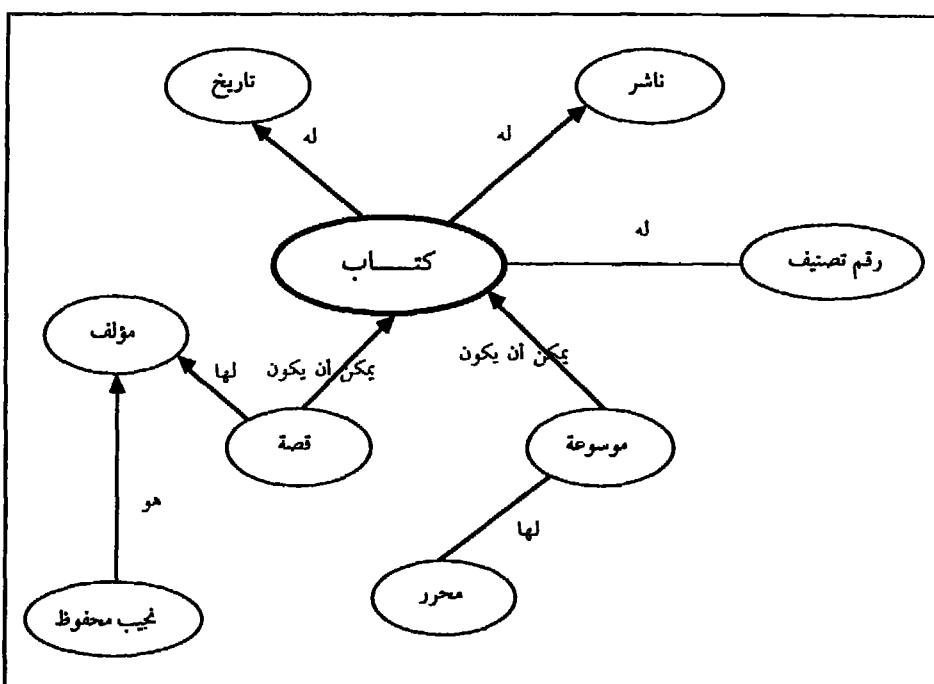 ناشر
تاريخ
له
له
له
كتـــاب
رقم تصنيف
مؤلف
يمكن أن يكون
لها
يمكن أن يكون
موسوعة
قصة
هو
لها
محرر
نجيب محفوظ